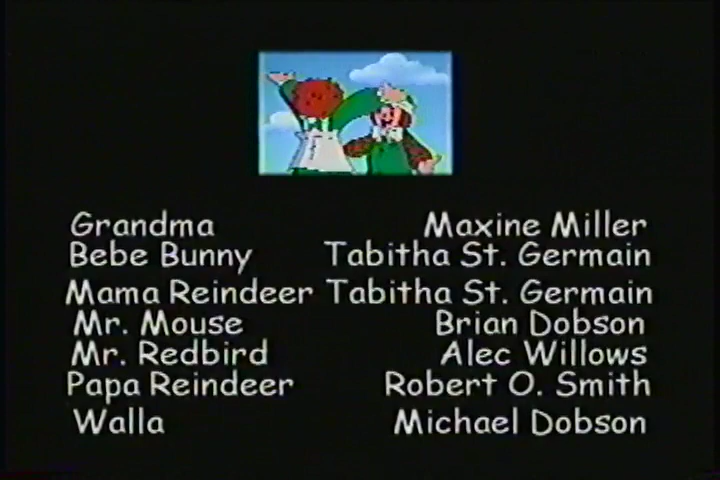 Grandma Maxine Miller
Bebe Bunny Tabitha St. Germain
Mama Reindeer Tabitha St. Germain
Mr. Mouse Brian Dobson
Mr. Redbird Alec Willows
Papa Reindeer Robert O. Smith
Walla Michael Dobson